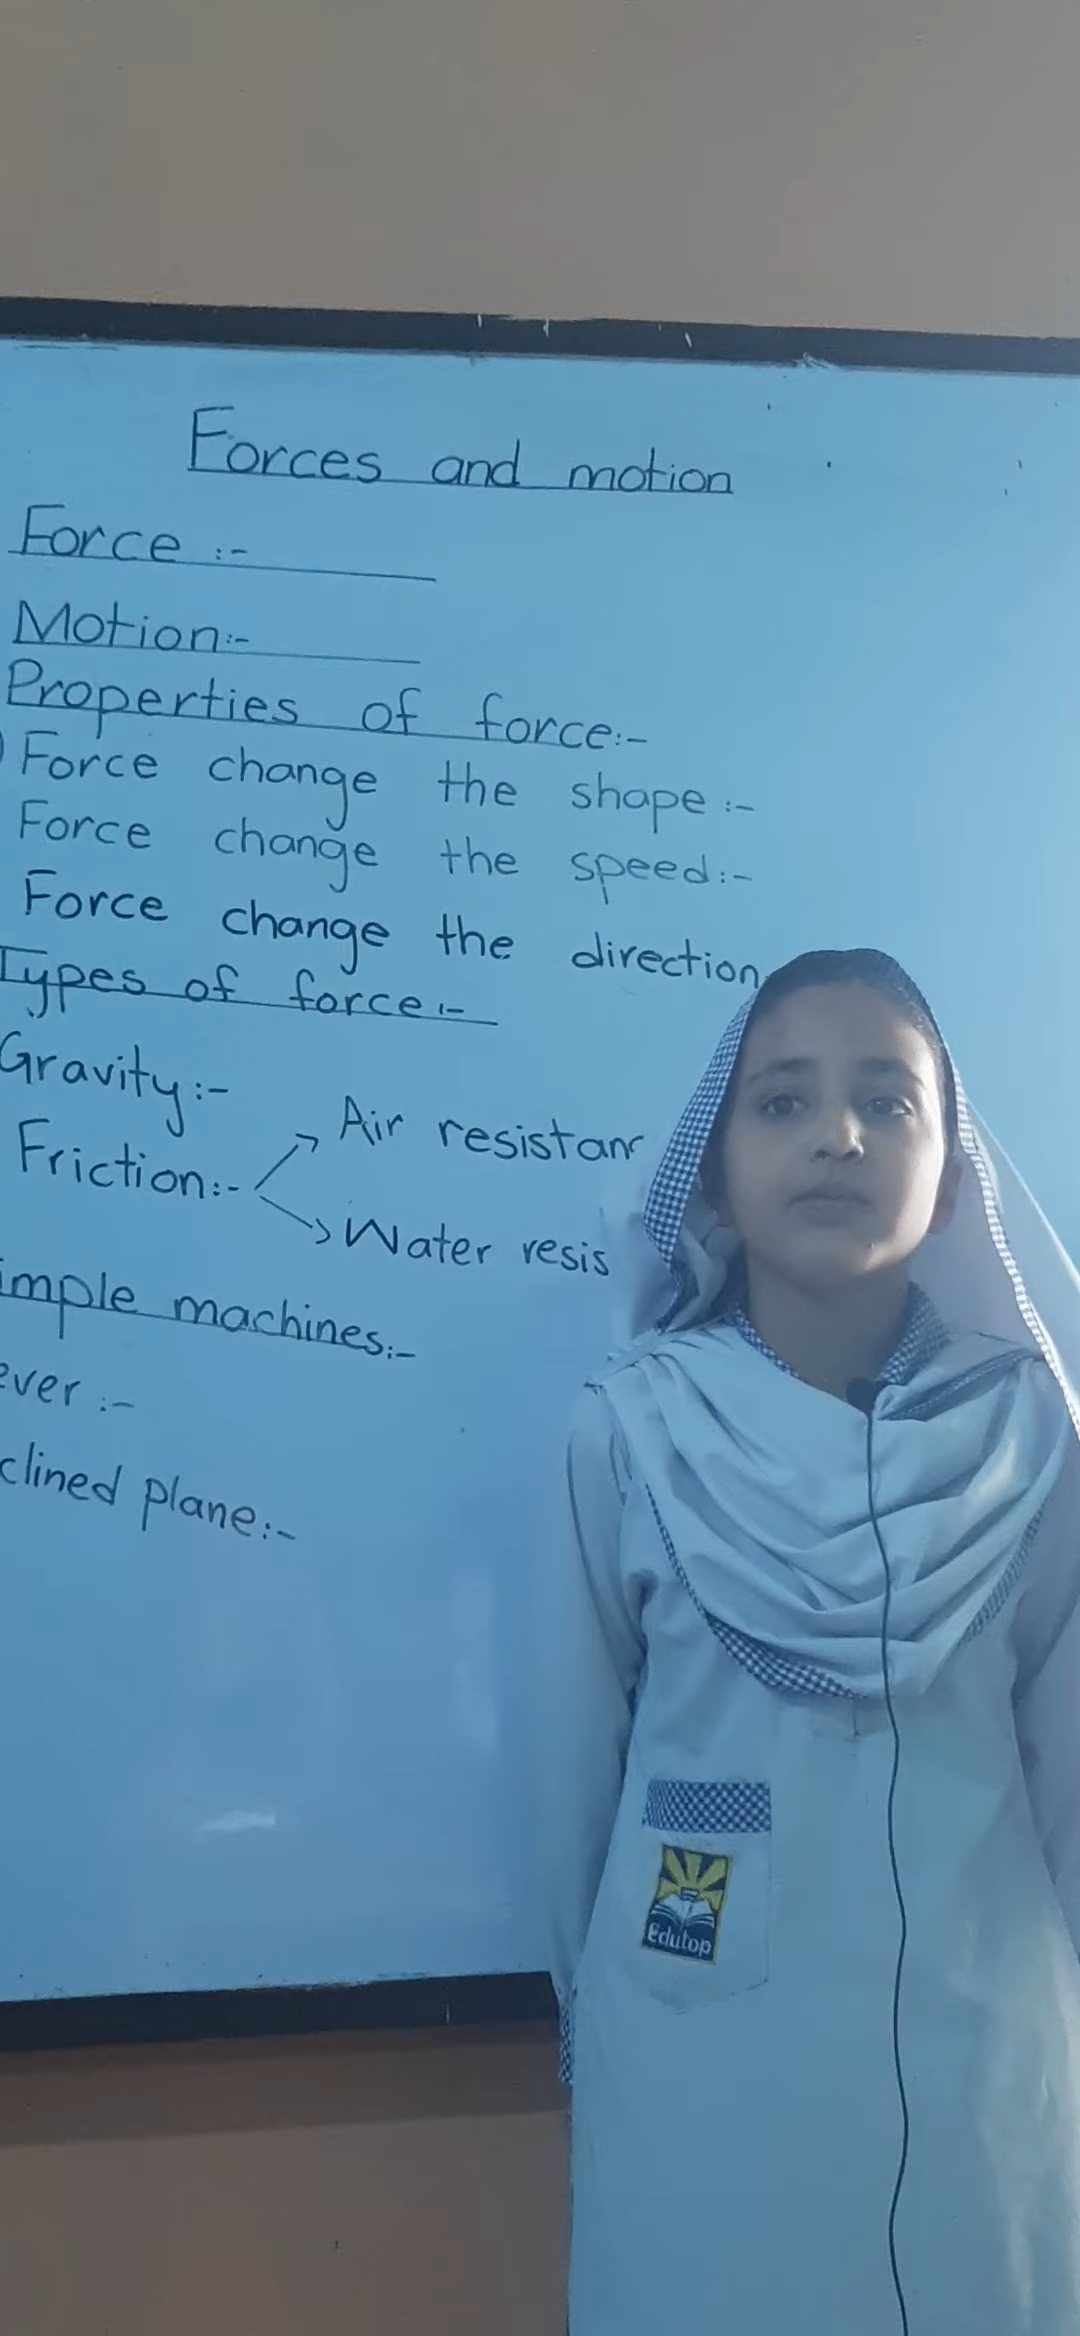 Forces and motion
Force :-
Motion:-
Properties of force:-
Force change the shape :-
Force change the speed:-
Force change the direction
Types of force:-
Gravity:-
Air resistanc
Friction:-
Water resis
imple machines:-
ever :-
clined plane:-
Edutop